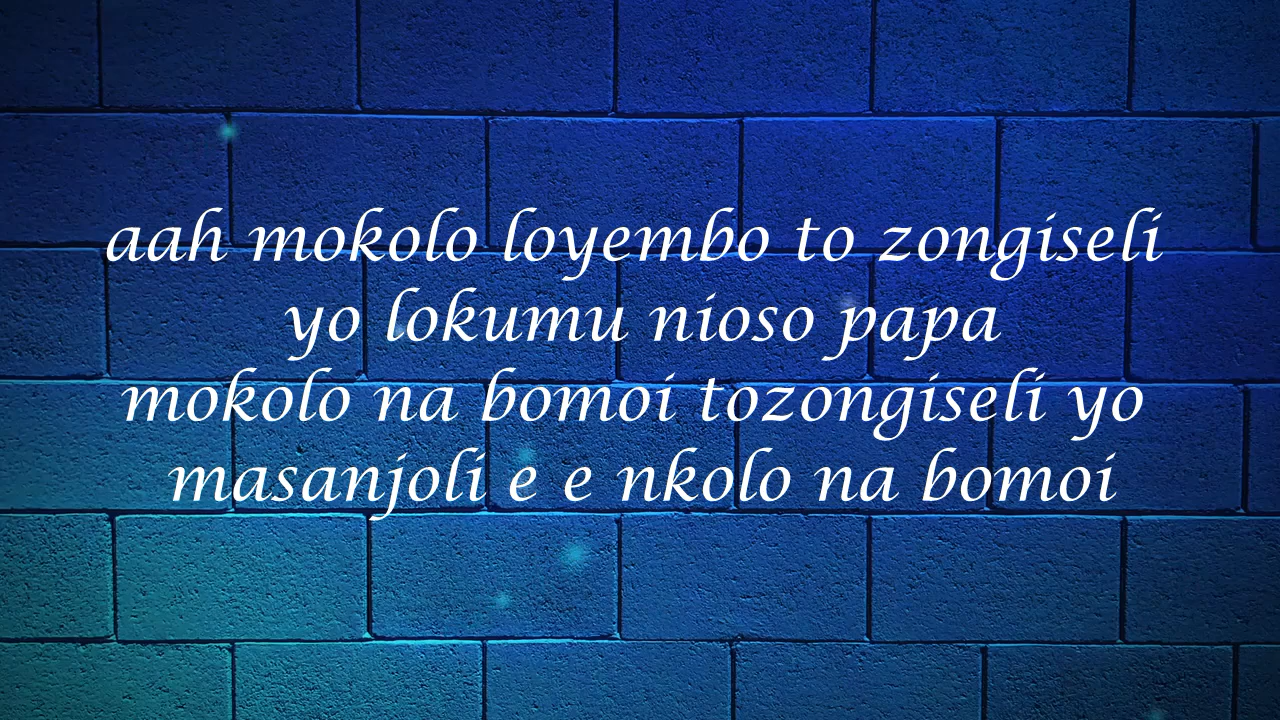 aah mokolo loyembo to zongiseli
yo lokumu nioso papa
mokolo na bomoi tozongiseli yo
masanjoli e e nkolo na bomoi